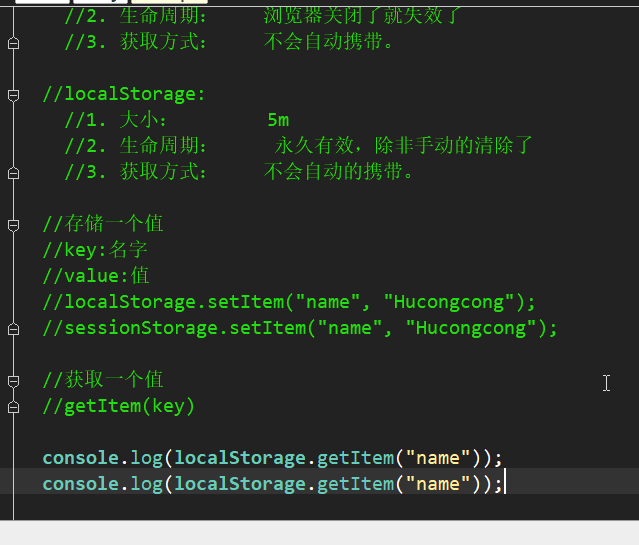 //2. 生命周期： 浏览器关闭了就失效了
//3. 获取方式： 不会自动携带。
//localStorage:
//1. 大小： 5m
//2. 生命周期： 永久有效，除非手动的清除了
//3. 获取方式： 不会自动的携带。
//存储一个值
//key:名字
//value:值
//localStorage.setItem("name", "Hucongcong");
//sessionStorage.setItem("name", "Hucongcong");
//获取一个值
//getItem(key)
console.log(localStorage.getItem("name"));
console.log(localStorage.getItem("name"));